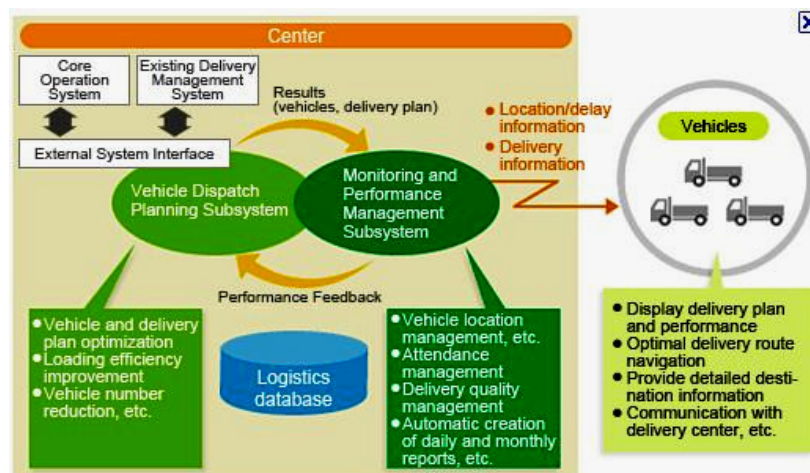 Center
Core
Operation
System
Existing Delivery
Management
System
External System Interface
Results
(vehicles, delivery plan)
Vehicle Dispatch
Planning Subsystem
Monitoring and
Performance
Management
Subsystem
Performance Feedback
● Location/delay
information
● Delivery
information
Vehicles
●Vehicle and delivery
plan optimization
●Loading efficiency
improvement
●Vehicle number
reduction, etc.
Logistics
database
●Vehicle location
management, etc.
●Attendance
management
●Delivery quality
management
●Automatic creation
of daily and monthly
reports, etc.
● Display delivery plan
and performance
● Optimal delivery route
navigation
● Provide detailed desti-
nation information
● Communication with
delivery center, etc.